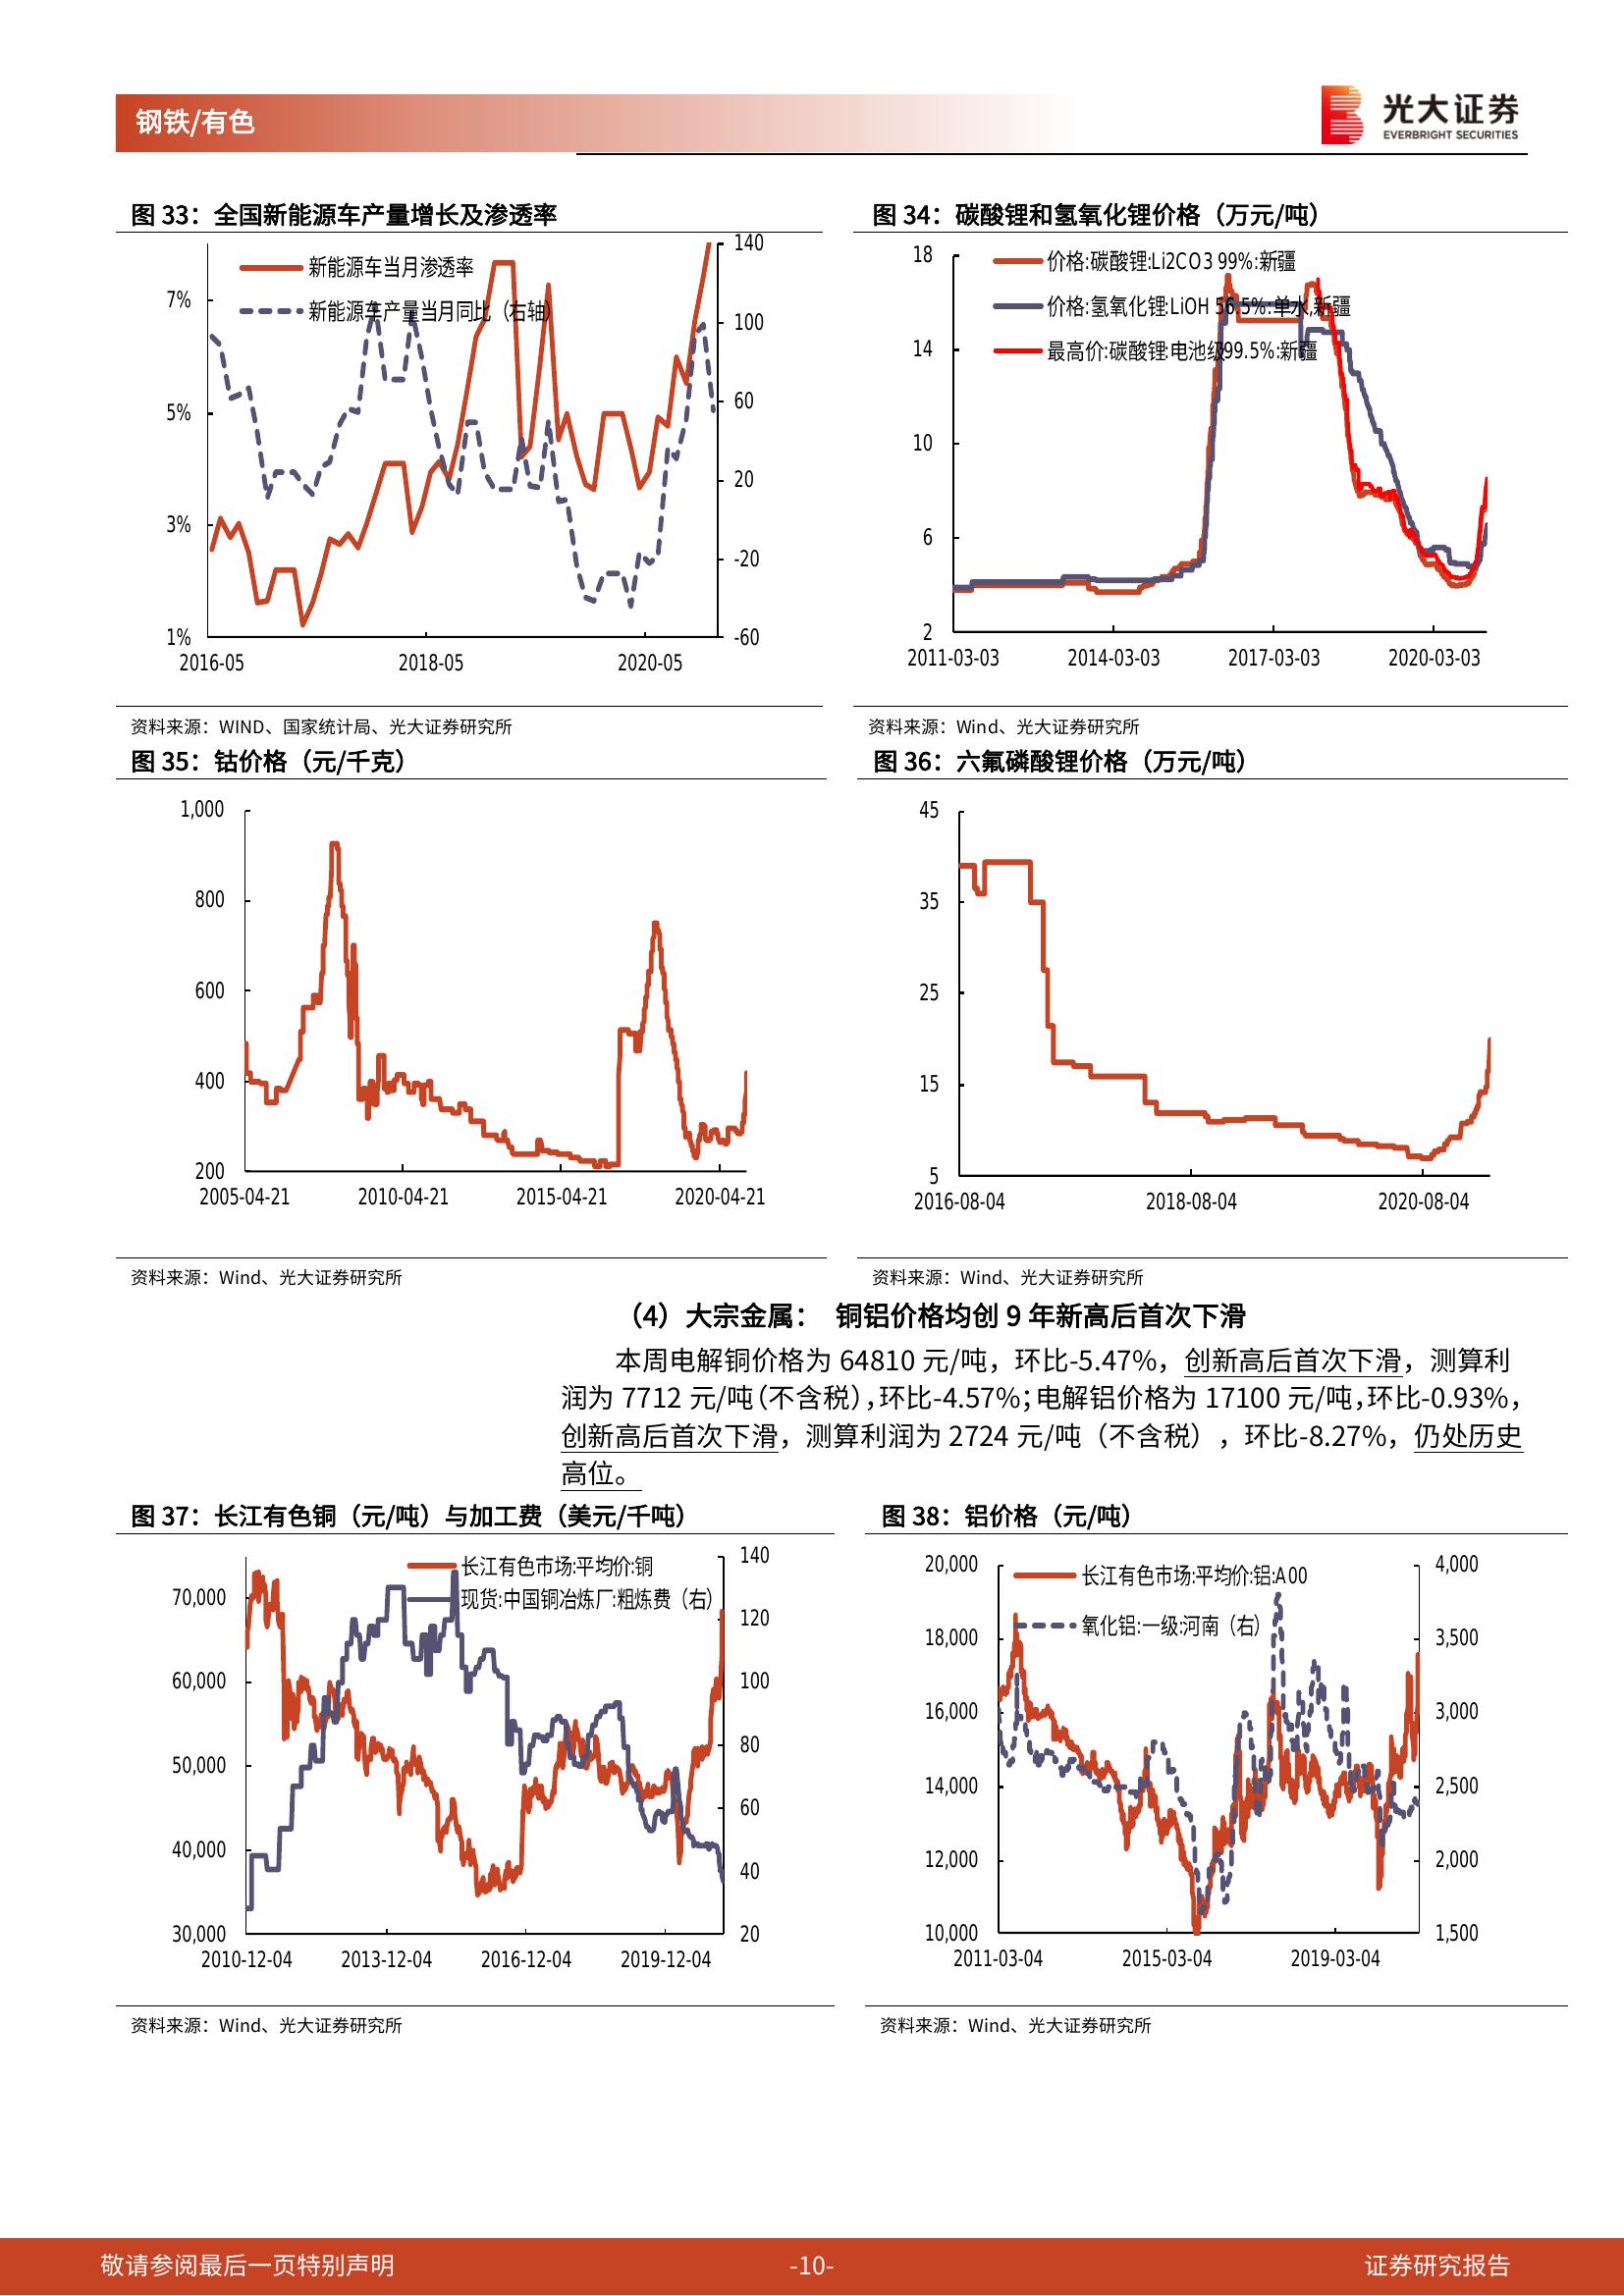 钢铁/有色
光大证券
EVERBRIGHT SECURITIES
图 33：全国新能源车产量增长及渗透率
新能源车当月渗透率
新能源车产量当月同比（右轴）
7%
5%
3%
1%
140
100
60
20
-20
-60
2016-05
2018-05
2020-05
资料来源：WIND、国家统计局、光大证券研究所
图 34：碳酸锂和氢氧化锂价格（万元/吨）
价格:碳酸锂:Li2CO3 99%:新疆
价格:氢氧化锂:LiOH 56.5%:单水,新疆
最高价:碳酸锂:电池级99.5%:新疆
18
14
10
6
2
2011-03-03
2014-03-03
2017-03-03
2020-03-03
资料来源：Wind、光大证券研究所
图 35：钴价格（元/千克）
1,000
800
600
400
200
2005-04-21
2010-04-21
2015-04-21
2020-04-21
资料来源：Wind、光大证券研究所
图 36：六氟磷酸锂价格（万元/吨）
45
35
25
15
5
2016-08-04
2018-08-04
2020-08-04
资料来源：Wind、光大证券研究所
（4）大宗金属： 铜铝价格均创 9 年新高后首次下滑
本周电解铜价格为 64810 元/吨，环比-5.47%，创新高后首次下滑，测算利
润为 7712 元/吨（不含税），环比-4.57%；电解铝价格为 17100 元/吨，环比-0.93%，
创新高后首次下滑，测算利润为 2724 元/吨（不含税），环比-8.27%，仍处历史
高位。
图 37：长江有色铜（元/吨）与加工费（美元/千吨）
长江有色市场:平均价:铜
现货:中国铜冶炼厂:粗炼费（右）
70,000
60,000
50,000
40,000
30,000
140
120
100
80
60
40
20
2010-12-04
2013-12-04
2016-12-04
2019-12-04
资料来源：Wind、光大证券研究所
图 38：铝价格（元/吨）
长江有色市场:平均价:铝:A00
氧化铝:一级:河南（右）
20,000
18,000
16,000
14,000
12,000
10,000
4,000
3,500
3,000
2,500
2,000
1,500
2011-03-04
2015-03-04
2019-03-04
资料来源：Wind、光大证券研究所
敬请参阅最后一页特别声明
-10-
证券研究报告